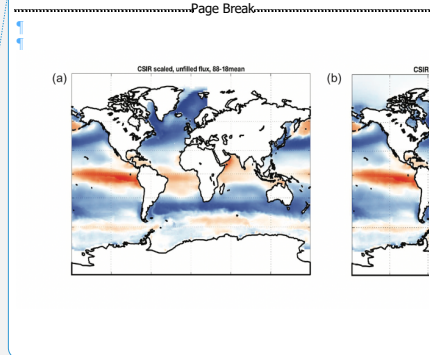 Page Break
¶
¶
(a)
CSIR scaled, unfilled flux, 88-18mean
(b)
CSIR